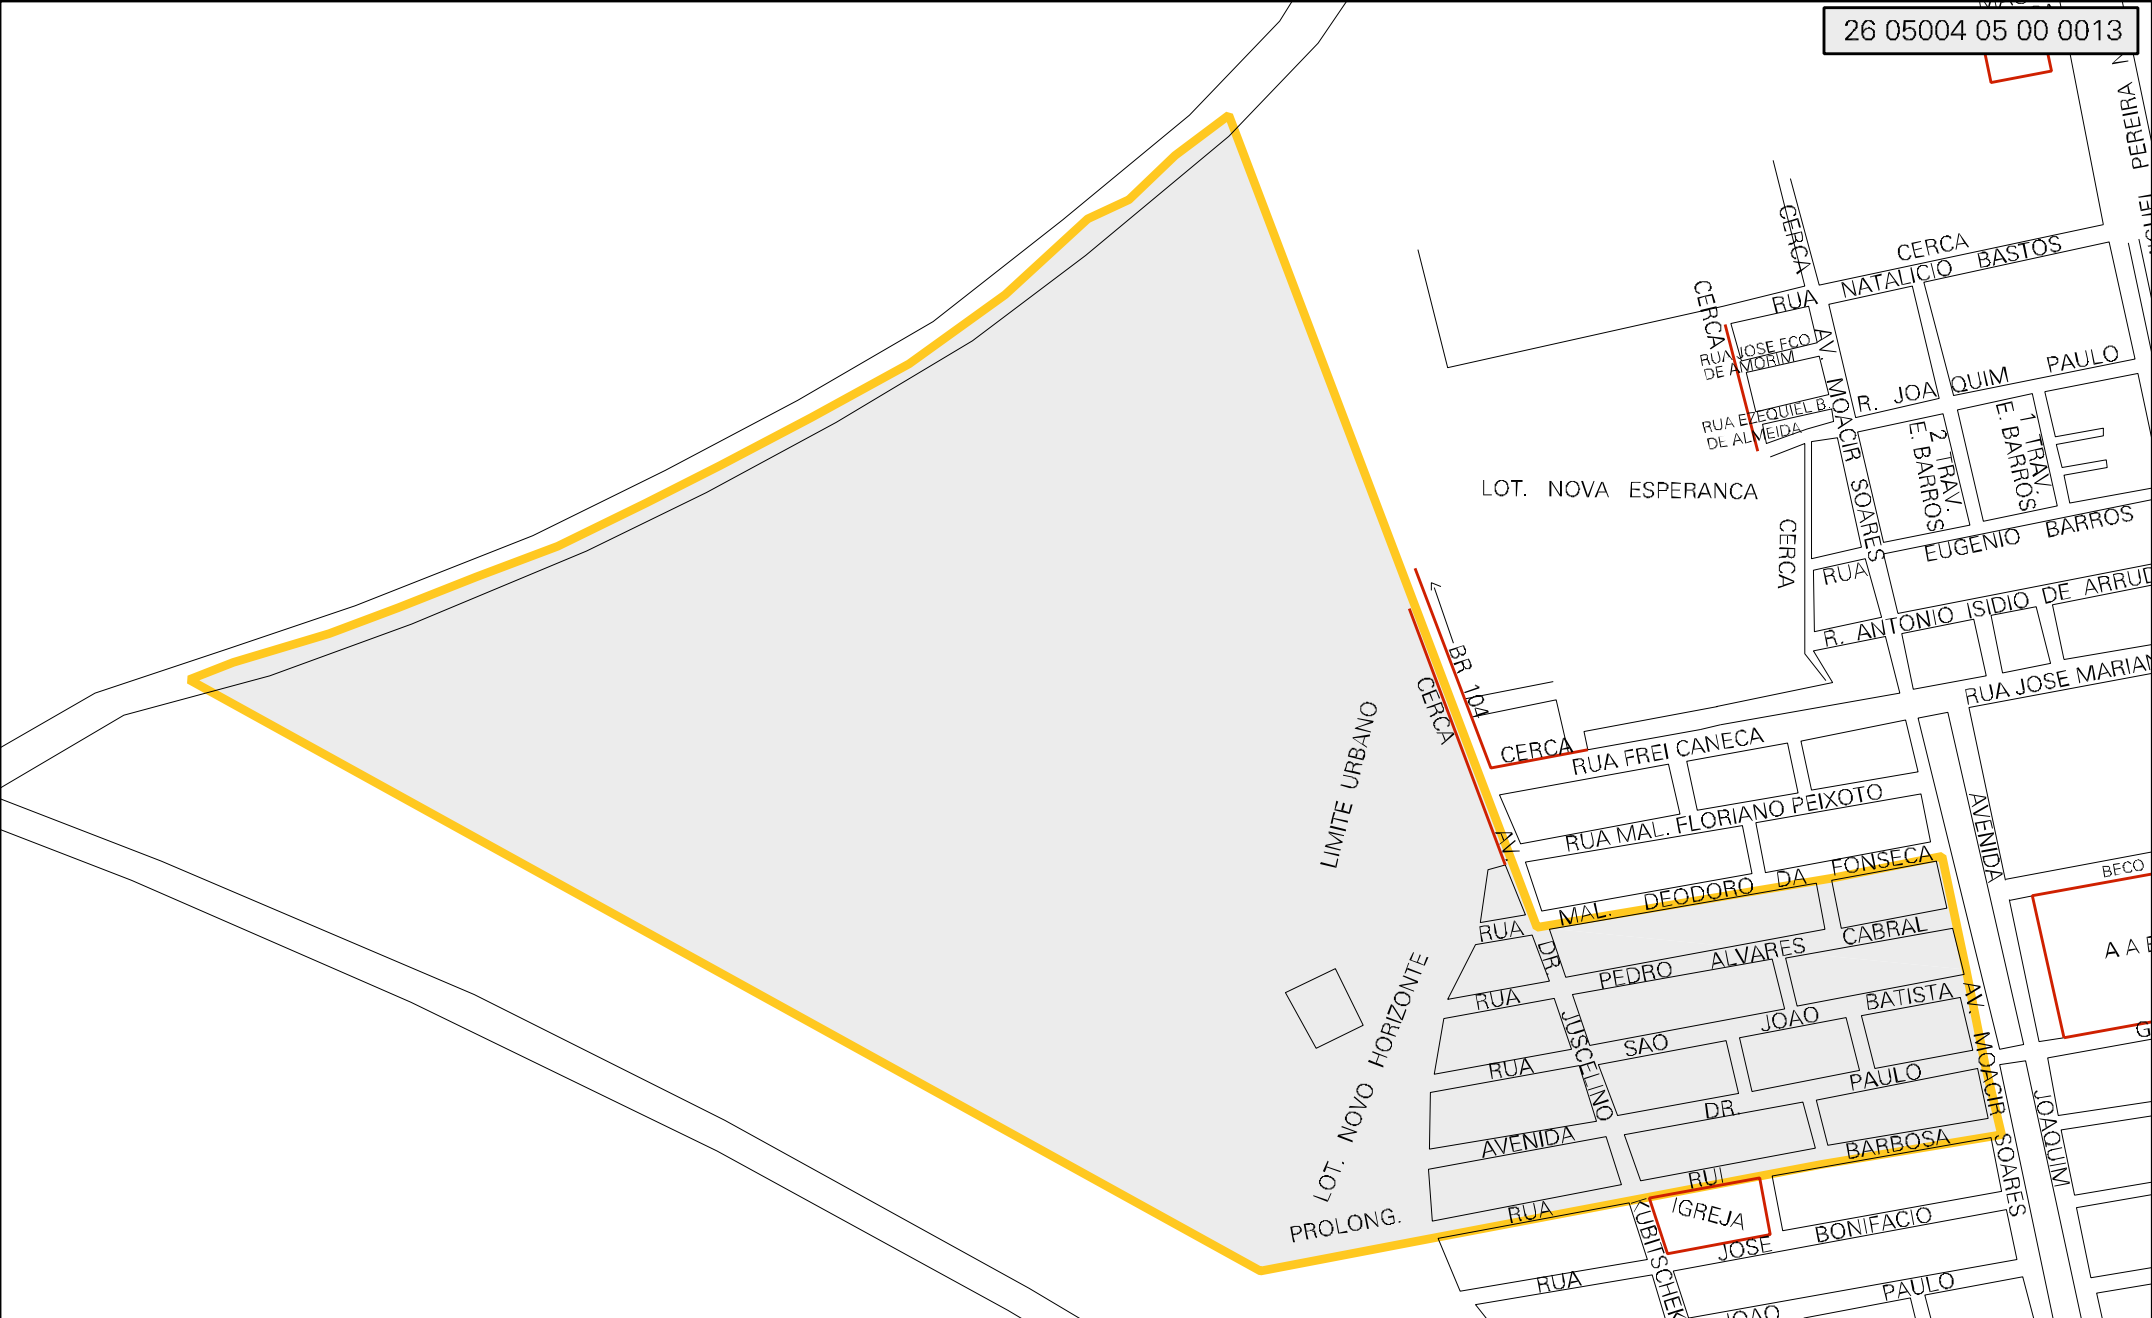 26 05004 05 00 0013
PEREIRA
CERCA
CERCA
RUA NATALICIO BASTOS
CERCA
RUA JOSE FCO
DE AMORIM
AV. MOACIR SOARES
R. JOAQUIM PAULO
RUA EZEQUIEL B.
DE ALMEIDA
2 TRAV.
E. BARROS
1 TRAV.
E. BARROS
LOT. NOVA ESPERANCA
CERCA
RUA EUGENIO BARROS
R. ANTONIO ISIDIO DE ARRUD
RUA JOSE MARIAN
BR 104
CERCA
CERCA
LIMITE URBANO
RUA FREI CANECA
RUA MAL. FLORIANO PEIXOTO
AVENIDA JOAQUIM
BECO
AV. DR. JUSCELINO KUBITSCHEK
RUA MAL. DEODORO DA FONSECA
RUA PEDRO ALVARES CABRAL
A A B
LOT. NOVO HORIZONTE
RUA SAO JOAO BATISTA
AV. MOACIR SOARES
AVENIDA DR. PAULO
PROLONG. RUA RUI BARBOSA
IGREJA
RUA JOSE BONIFACIO
JOAO PAULO